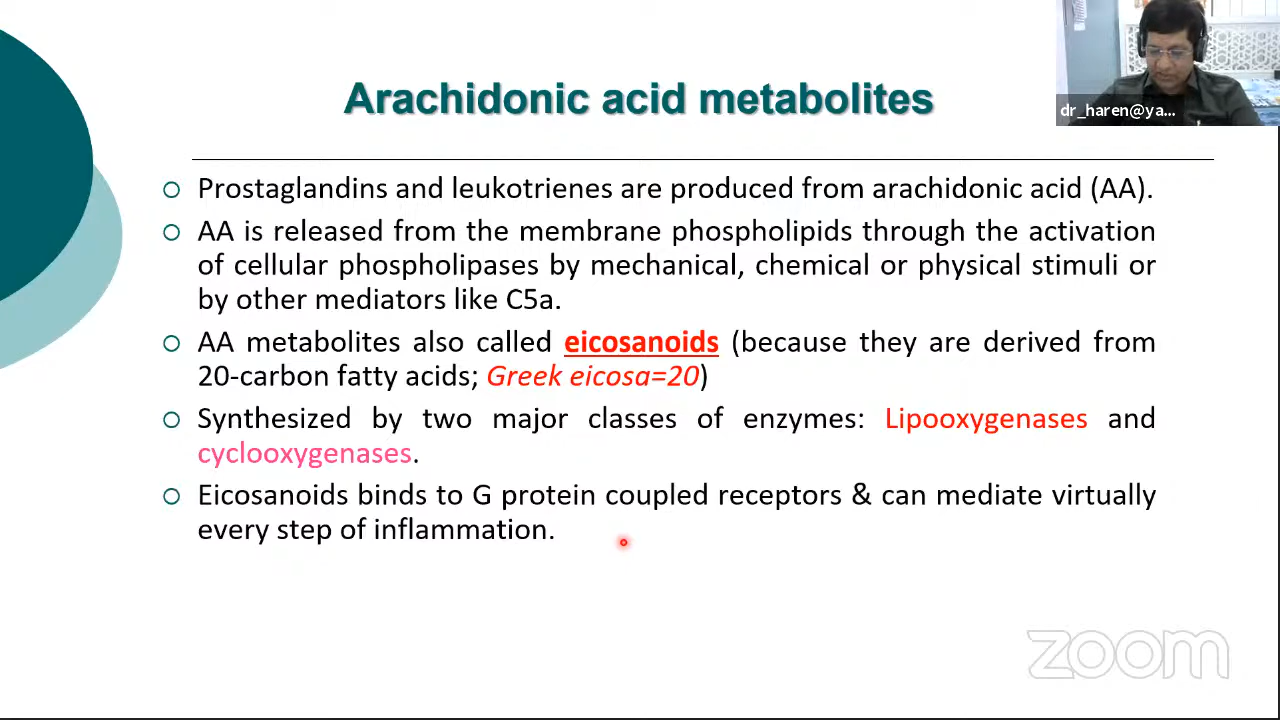 Arachidonic acid metabolites
dr_haren@ya...
Prostaglandins and leukotrienes are produced from arachidonic acid (AA).
AA is released from the membrane phospholipids through the activation
of cellular phospholipases by mechanical, chemical or physical stimuli or
by other mediators like C5a.
AA metabolites also called eicosanoids (because they are derived from
20-carbon fatty acids; Greek eicosa=20)
Synthesized by two major classes of enzymes: Lipooxygenases and
cyclooxygenases.
Eicosanoids binds to G protein coupled receptors & can mediate virtually
every step of inflammation.
zoom